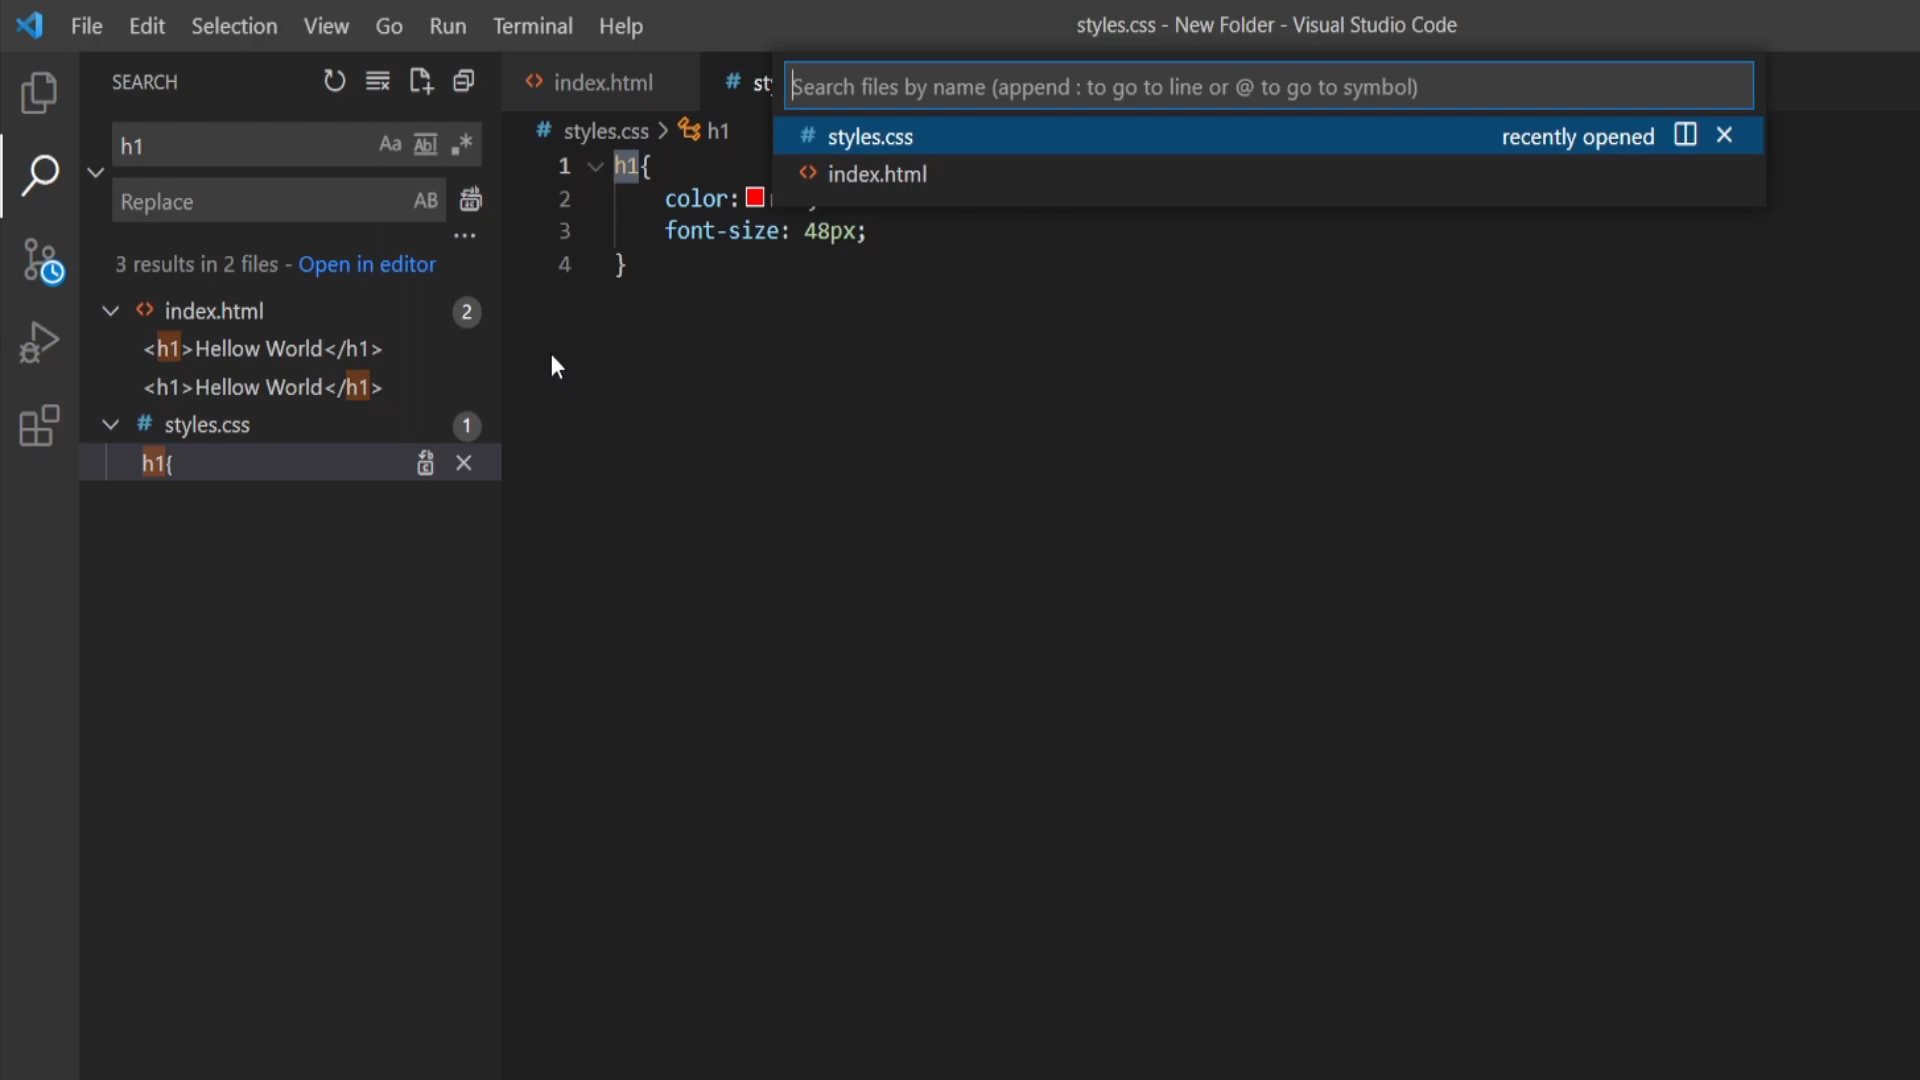 File Edit Selection View Go Run Terminal Help
styles.css - New Folder - Visual Studio Code
SEARCH
index.html
# sty
Search files by name (append : to go to line or @ to go to symbol)
# styles.css recently opened
index.html
h1
Aa Abl .*
Replace
AB
3 results in 2 files - Open in editor
index.html 2
<h1>Hellow World</h1>
<h1>Hellow World</h1>
# styles.css 1
h1{
# styles.css > h1
1 h1{
2 color:
3 font-size: 48px;
4 }